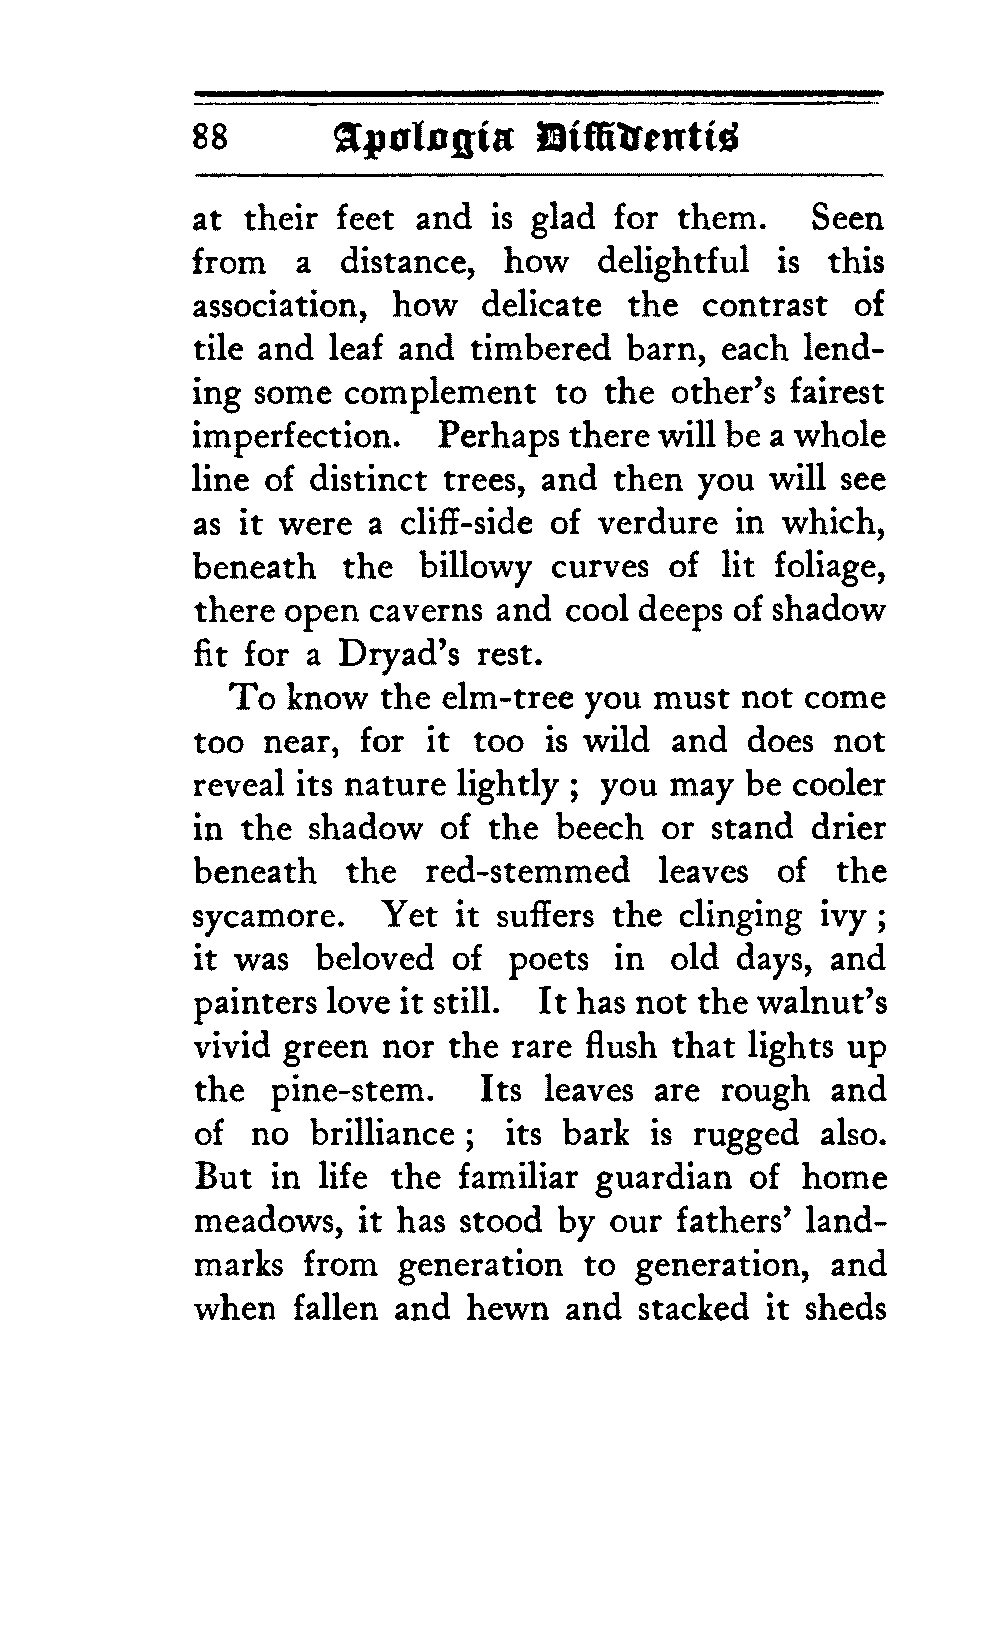 88 Apologia Diffidentis
at their feet and is glad for them. Seen
from a distance, how delightful is this
association, how delicate the contrast of
tile and leaf and timbered barn, each lend-
ing some complement to the other's fairest
imperfection. Perhaps there will be a whole
line of distinct trees, and then you will see
as it were a cliff-side of verdure in which,
beneath the billowy curves of lit foliage,
there open caverns and cool deeps of shadow
fit for a Dryad's rest.
To know the elm-tree you must not come
too near, for it too is wild and does not
reveal its nature lightly ; you may be cooler
in the shadow of the beech or stand drier
beneath the red-stemmed leaves of the
sycamore. Yet it suffers the clinging ivy ;
it was beloved of poets in old days, and
painters love it still. It has not the walnut's
vivid green nor the rare flush that lights up
the pine-stem. Its leaves are rough and
of no brilliance ; its bark is rugged also.
But in life the familiar guardian of home
meadows, it has stood by our fathers' land-
marks from generation to generation, and
when fallen and hewn and stacked it sheds